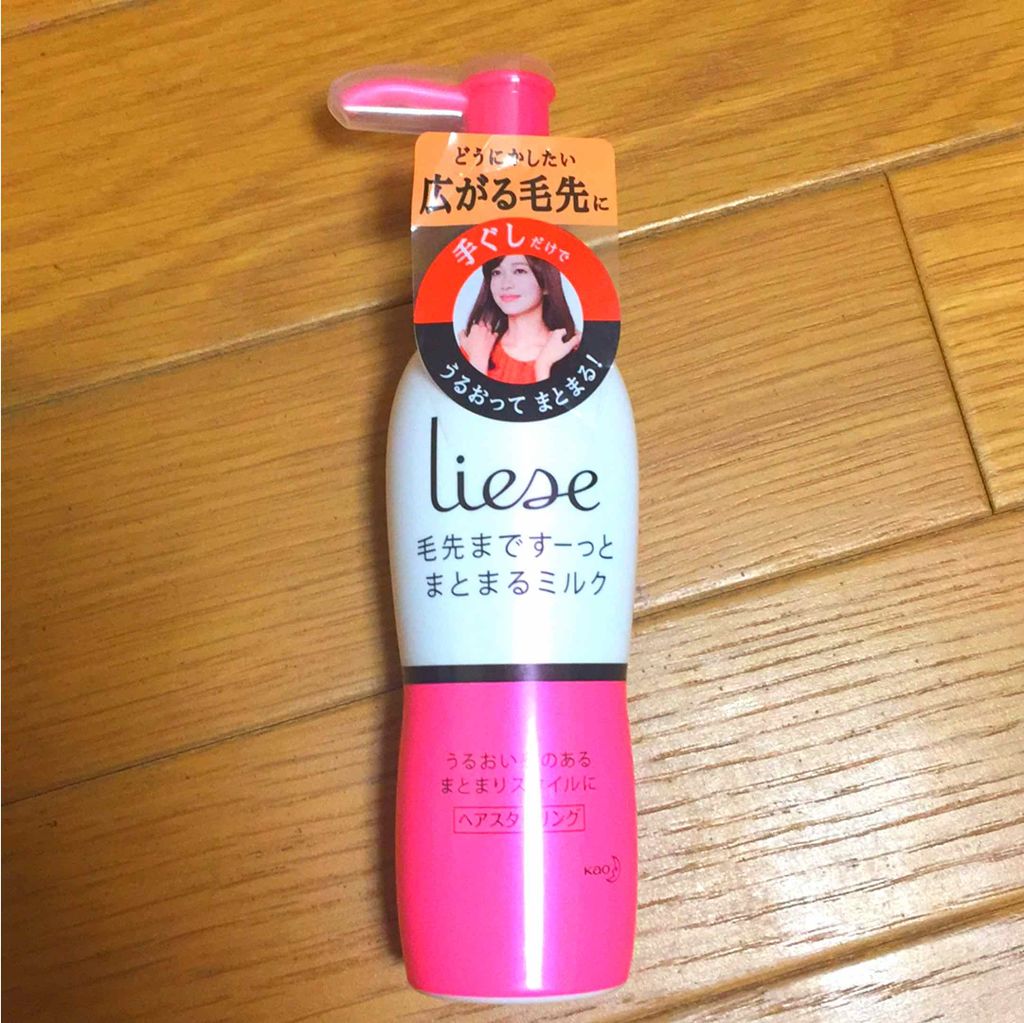 どうにかしたい
広がる毛先に
手ぐしだけで
うるおってまとまる!
liese
毛先まですーっと
まとまるミルク
うるおい のある
まとまりスタイルに
ヘアスタイリング
Kao